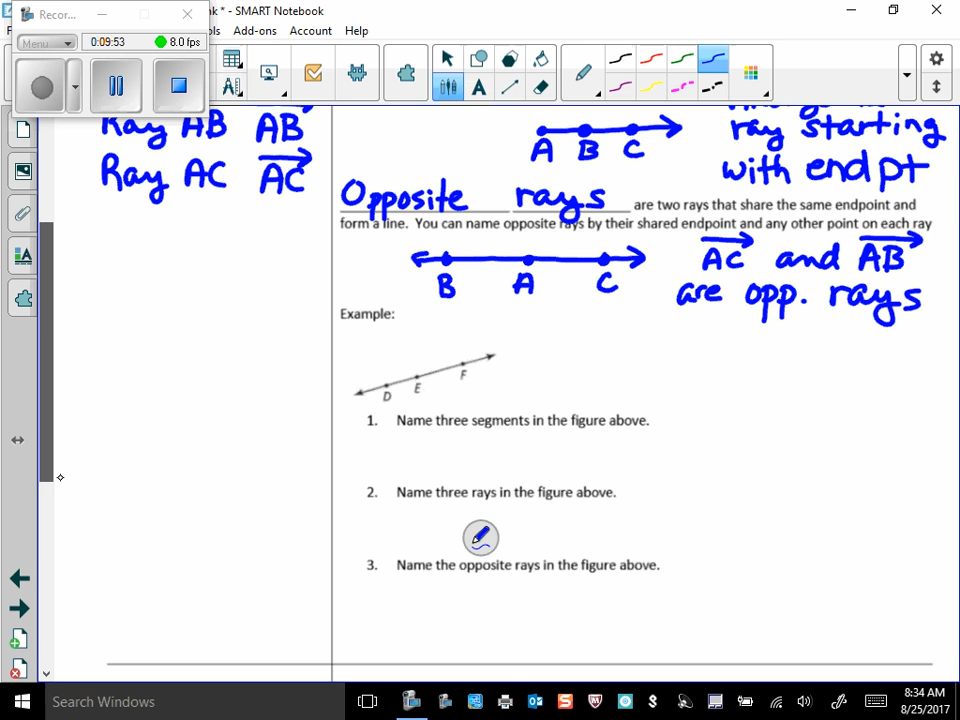 Recor...
nk * - SMART Notebook
Menu
0:09:53
8.0 fps
ols Add-ons Account Help
Ray AB AB
Ray AC AC
A B C
ray starting
with endpt
Opposite rays are two rays that share the same endpoint and
form a line. You can name opposite rays by their shared endpoint and any other point on each ray
B A C
AC and AB
are opp. rays
Example:
D E F
1. Name three segments in the figure above.
2. Name three rays in the figure above.
3. Name the opposite rays in the figure above.
Search Windows
8:34 AM
8/25/2017